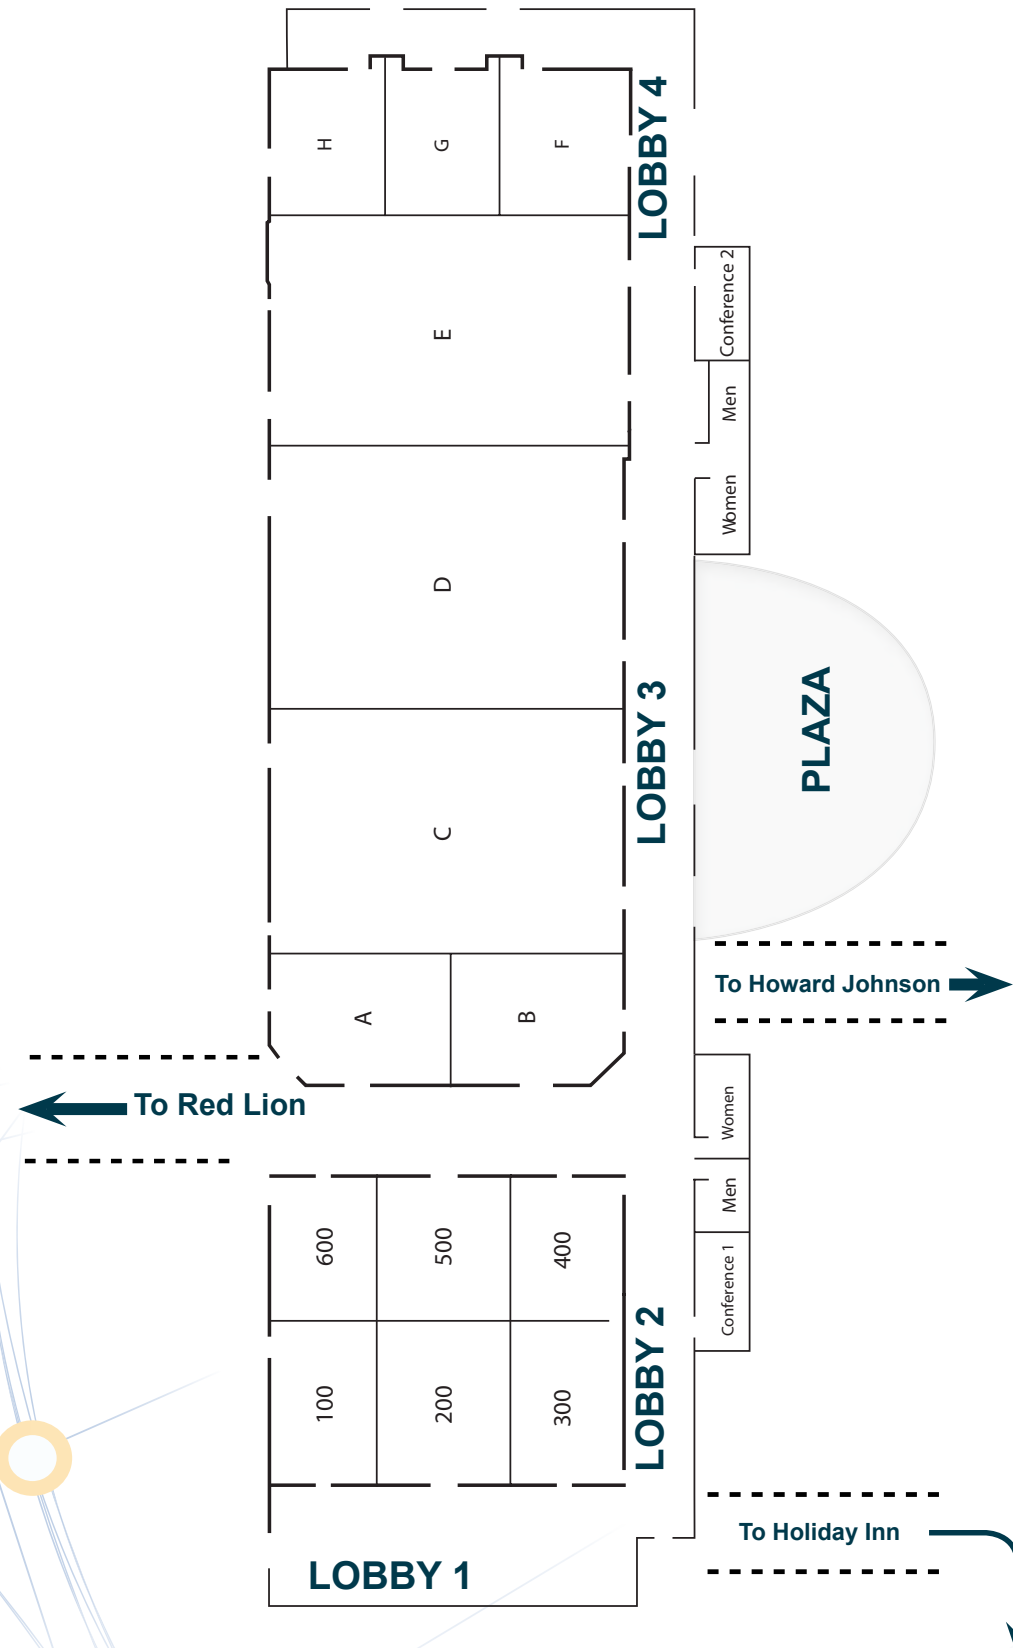 LOBBY 4
H
G
F
Conference 2
E
Men
Women
D
LOBBY 3
PLAZA
C
To Howard Johnson
A
B
To Red Lion
Women
Men
600
500
400
Conference 1
LOBBY 2
100
200
300
To Holiday Inn
LOBBY 1